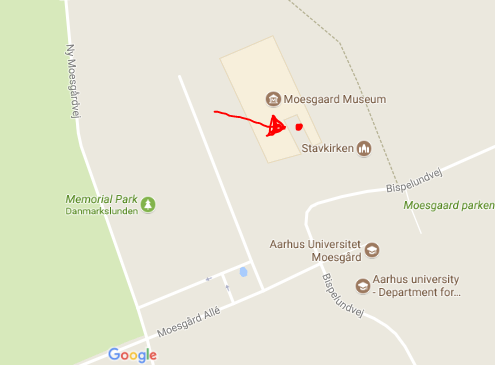 Ny Moesgårdvej
Moesgaard Museum
Stavkirken
Bispelundvej
Memorial Park
Danmarkslunden
Moesgaard parken
Aarhus Universitet
Moesgård
Aarhus university
- Department for...
Bispelundvej
Moesgård Allé
Google